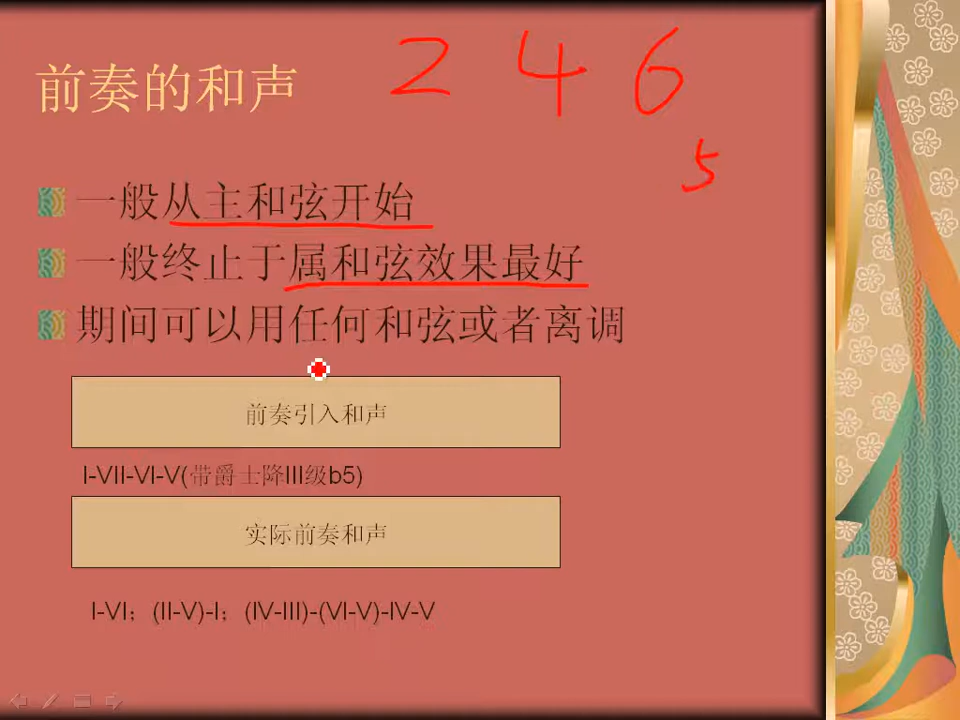 2 4 6
前奏的和声
5
一般从主和弦开始
一般终止于属和弦效果最好
期间可以用任何和弦或者离调
前奏引入和声
I-VII-VI-V(带爵士降III级b5)
实际前奏和声
I-VI；(II-V)-I；(IV-III)-(VI-V)-IV-V